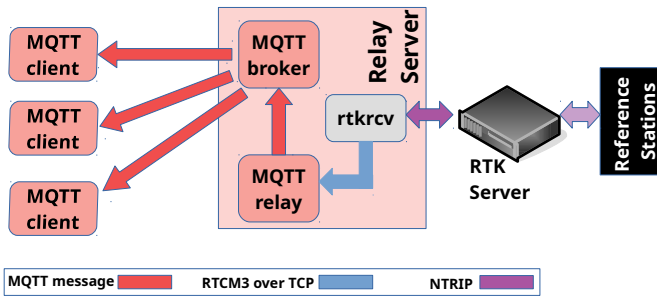 MQTT
client
MQTT
broker
Relay
Server
MQTT
client
rtkrcv
Reference
Stations
MQTT
relay
RTK
Server
MQTT
client
MQTT message
RTCM3 over TCP
NTRIP